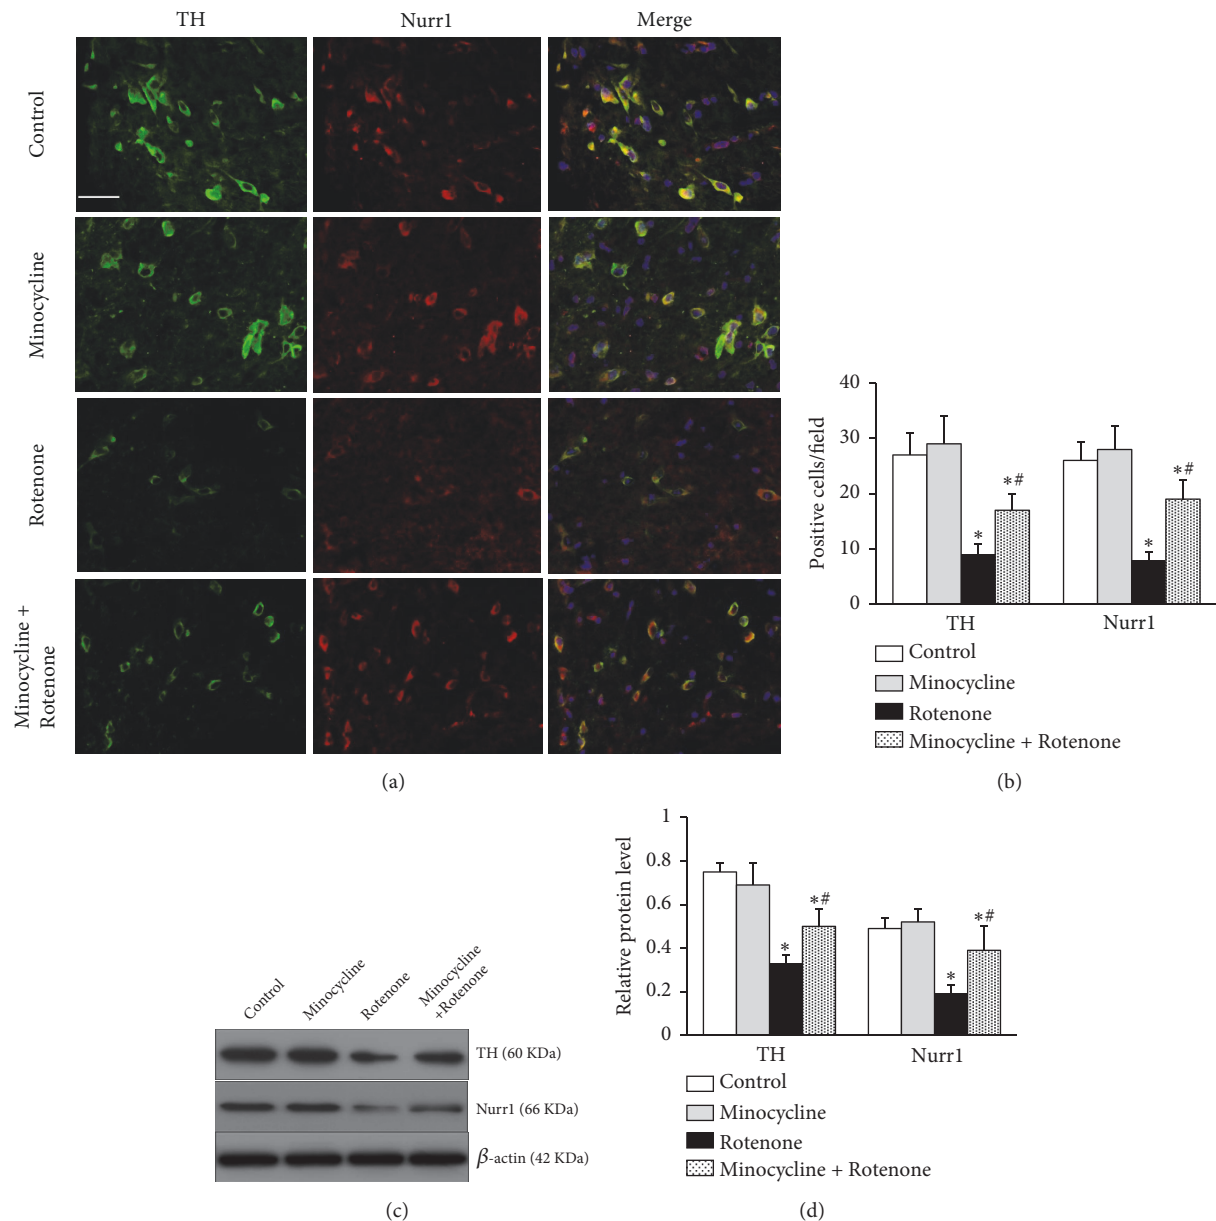 TH Nurr1 Merge
Control
Minocycline
Rotenone
Minocycline +
Rotenone
(a)
40
30
20
10
0
Positive cells/field
*
*#
*
*#
TH Nurr1
Control
Minocycline
Rotenone
Minocycline + Rotenone
(b)
Control
Minocycline
Rotenone
Minocycline
+Rotenone
TH (60 KDa)
Nurr1 (66 KDa)
β-actin (42 KDa)
(c)
1
0.8
0.6
0.4
0.2
0
Relative protein level
*
*#
*
*#
TH Nurr1
Control
Minocycline
Rotenone
Minocycline + Rotenone
(d)